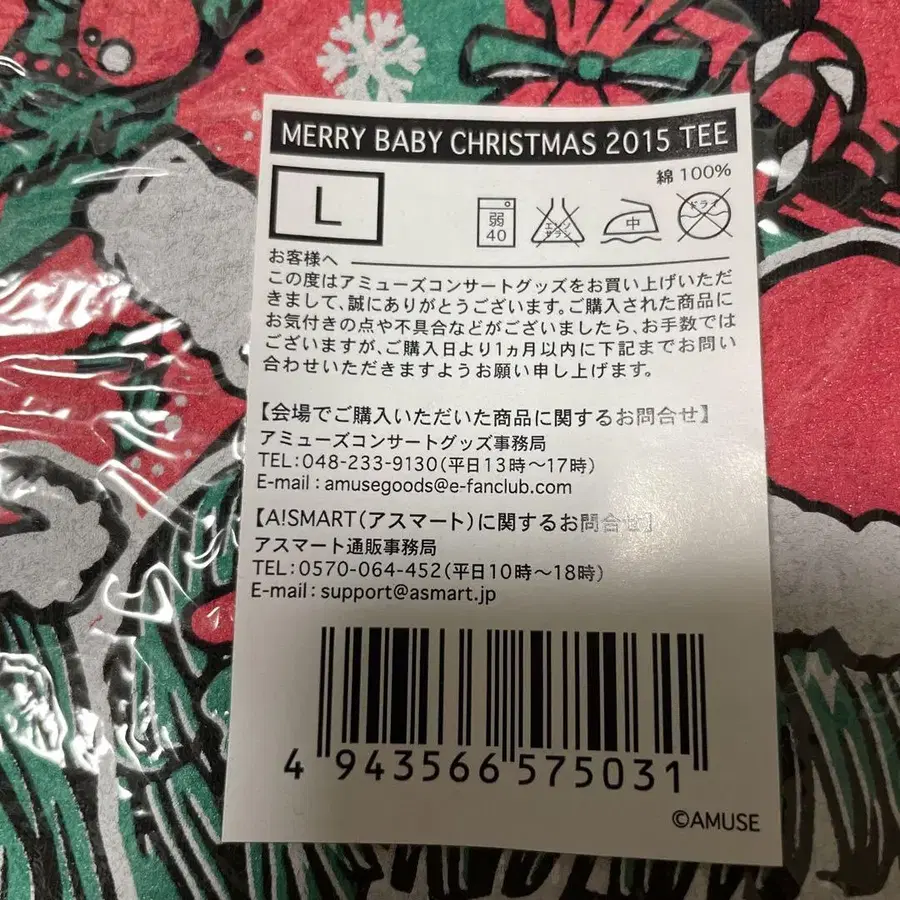 MERRY BABY CHRISTMAS 2015 TEE
綿 100%
L
弱
40
エンソ
サラシ
中
ドライ
お客様へ
この度はアミューズコンサートグッズをお買い上げいただ
きまして、誠にありがとうございます。ご購入された商品に
お気付きの点や不具合などがございましたら、お手数では
ございますが、ご購入日より1ヵ月以内に下記までお問い
合わせいただきますようお願い申し上げます。
【会場でご購入いただいた商品に関するお問合せ】
アミューズコンサートグッズ事務局
TEL:048-233-9130(平日13時〜17時)
E-mail : amusegoods@e-fanclub.com
【A!SMART(アスマート)に関するお問合せ】
アスマート通販事務局
TEL:0570-064-452(平日10時〜18時)
E-mail : support@asmart.jp
4 943566 575031
©AMUSE